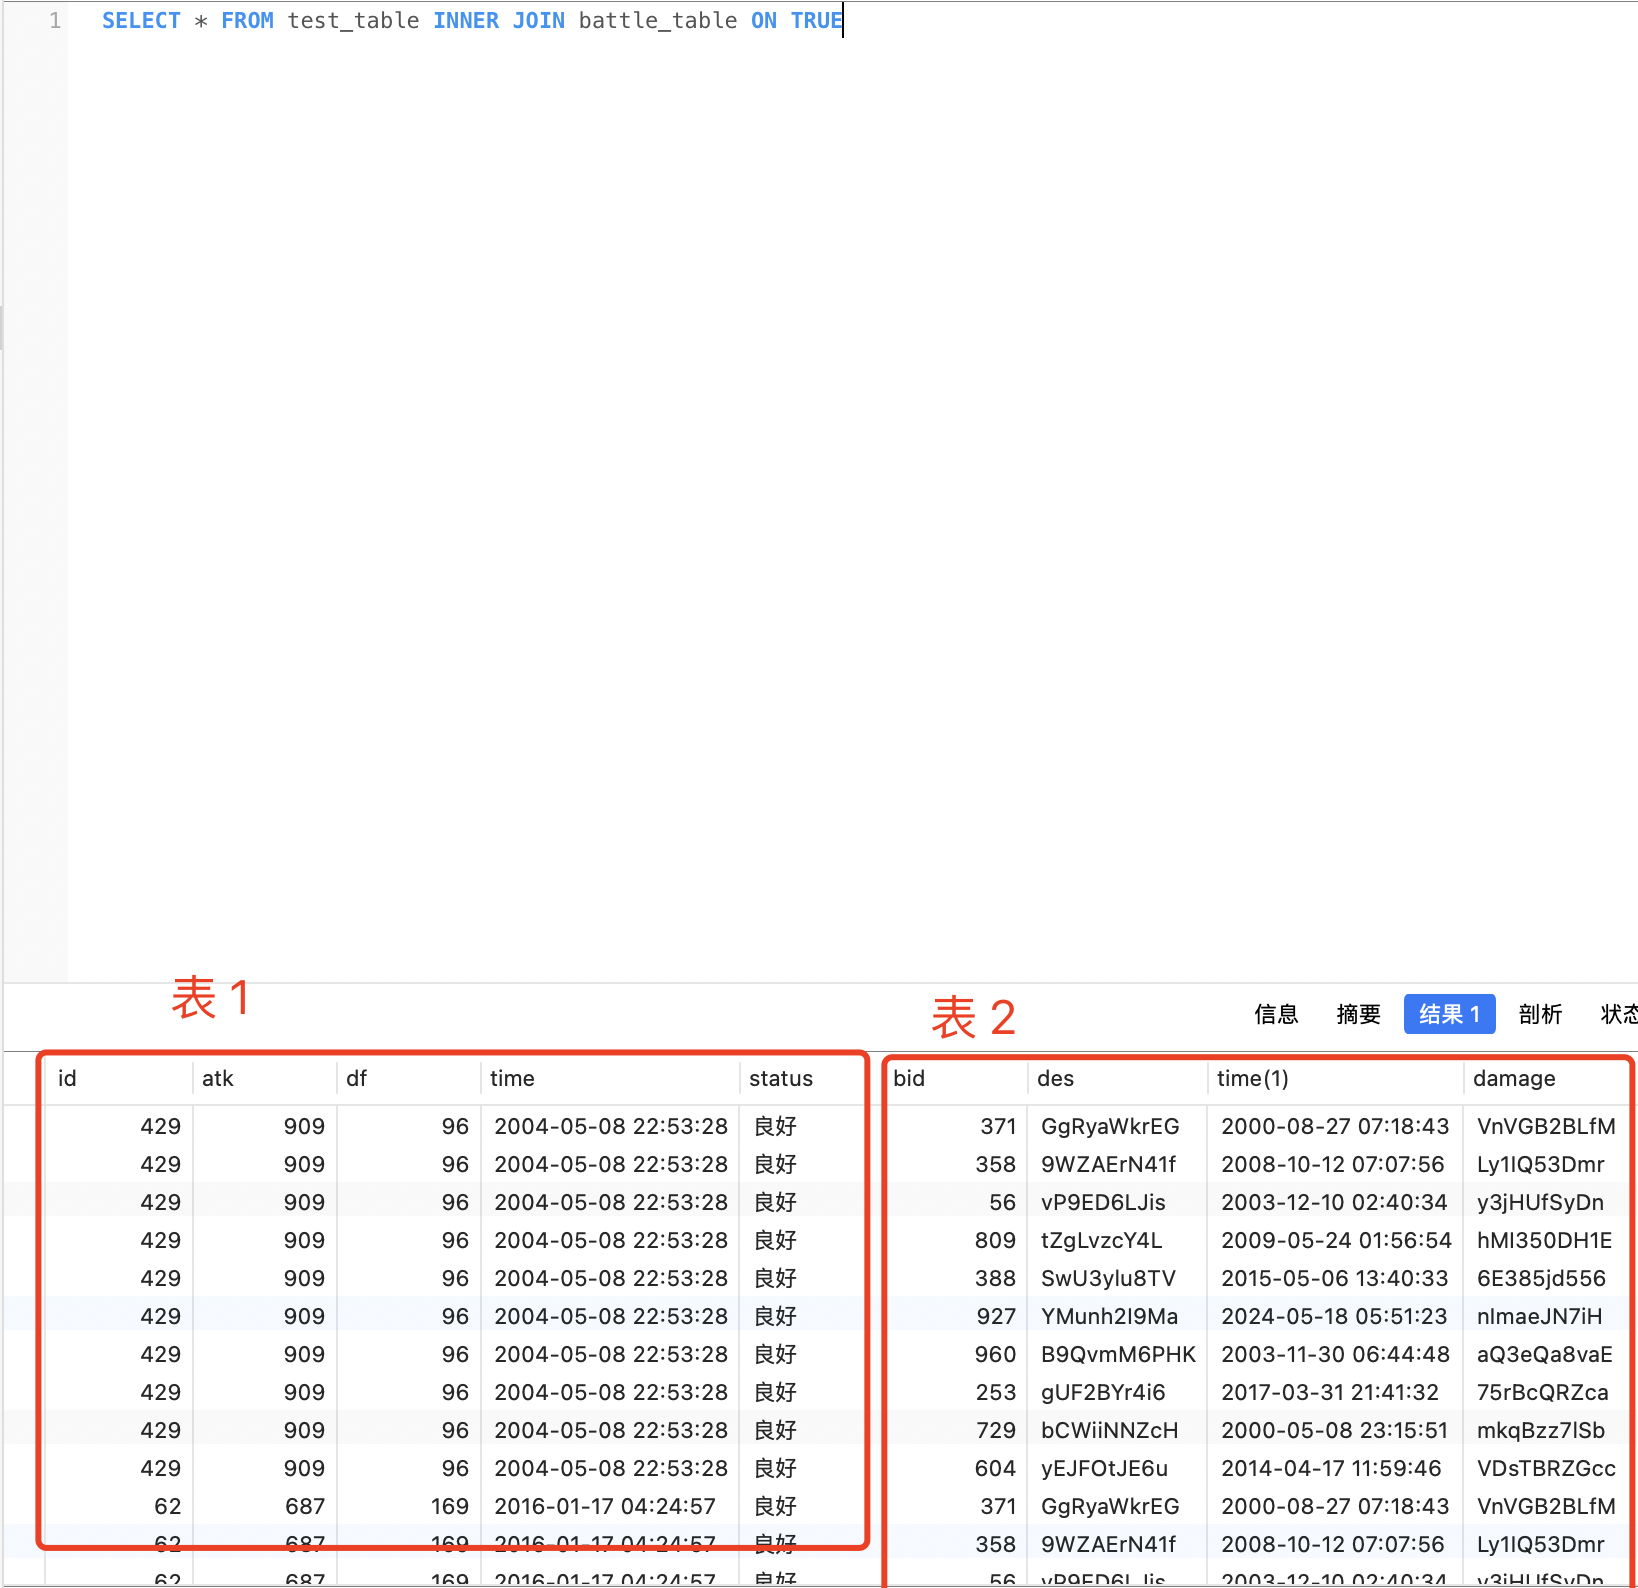 1 SELECT * FROM test_table INNER JOIN battle_table ON TRUE
表 1
表 2
信息 摘要 结果 1 剖析 状态
id atk df time status bid des time(1) damage
429 909 96 2004-05-08 22:53:28 良好 371 GgRyaWkrEG 2000-08-27 07:18:43 VnVGB2BLfM
429 909 96 2004-05-08 22:53:28 良好 358 9WZAErN41f 2008-10-12 07:07:56 Ly1IQ53Dmr
429 909 96 2004-05-08 22:53:28 良好 56 vP9ED6LJis 2003-12-10 02:40:34 y3jHUfSyDn
429 909 96 2004-05-08 22:53:28 良好 809 tZgLvzcY4L 2009-05-24 01:56:54 hMI350DH1E
429 909 96 2004-05-08 22:53:28 良好 388 SwU3ylu8TV 2015-05-06 13:40:33 6E385jd556
429 909 96 2004-05-08 22:53:28 良好 927 YMunh2I9Ma 2024-05-18 05:51:23 nImaeJN7iH
429 909 96 2004-05-08 22:53:28 良好 960 B9QvmM6PHK 2003-11-30 06:44:48 aQ3eQa8vaE
429 909 96 2004-05-08 22:53:28 良好 253 gUF2BYr4i6 2017-03-31 21:41:32 75rBcQRZca
429 909 96 2004-05-08 22:53:28 良好 729 bCWiiNNZcH 2000-05-08 23:15:51 mkqBzz7lSb
429 909 96 2004-05-08 22:53:28 良好 604 yEJFOtJE6u 2014-04-17 11:59:46 VDsTBRZGcc
62 687 169 2016-01-17 04:24:57 良好 371 GgRyaWkrEG 2000-08-27 07:18:43 VnVGB2BLfM
62 687 169 2016-01-17 04:24:57 良好 358 9WZAErN41f 2008-10-12 07:07:56 Ly1IQ53Dmr
62 687 169 2016-01-17 04:24:57 良好 56 vP9ED6LJis 2003-12-10 02:40:34 y3jHUfSyDn